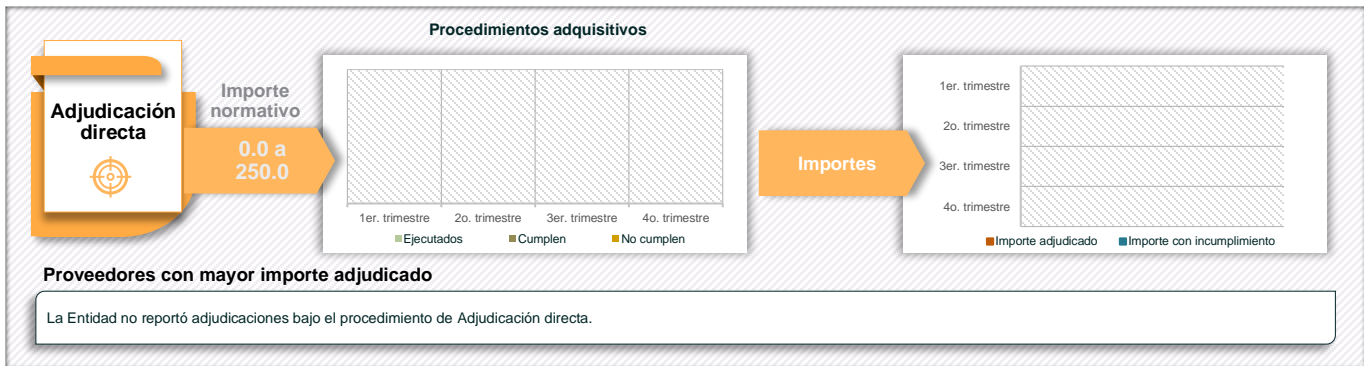 Procedimientos adquisitivos
Adjudicación
directa
Importe
normativo
0.0 a
250.0
1er. trimestre
2o. trimestre
3er. trimestre
4o. trimestre
Ejecutados
Cumplen
No cumplen
Importes
1er. trimestre
2o. trimestre
3er. trimestre
4o. trimestre
Importe adjudicado
Importe con incumplimiento
Proveedores con mayor importe adjudicado
La Entidad no reportó adjudicaciones bajo el procedimiento de Adjudicación directa.